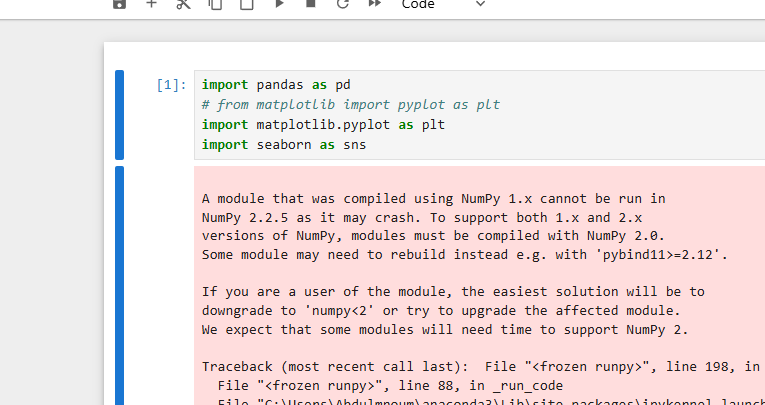 Code
[1]: import pandas as pd
# from matplotlib import pyplot as plt
import matplotlib.pyplot as plt
import seaborn as sns
A module that was compiled using NumPy 1.x cannot be run in
NumPy 2.2.5 as it may crash. To support both 1.x and 2.x
versions of NumPy, modules must be compiled with NumPy 2.0.
Some module may need to rebuild instead e.g. with 'pybind11>=2.12'.
If you are a user of the module, the easiest solution will be to
downgrade to 'numpy<2' or try to upgrade the affected module.
We expect that some modules will need time to support NumPy 2.
Traceback (most recent call last):  File "<frozen runpy>", line 198, in
  File "<frozen runpy>", line 88, in _run_code
  File "C:\Users\Abdulmnoum\anaconda3\Lib\site-packages\ipykernel_launch